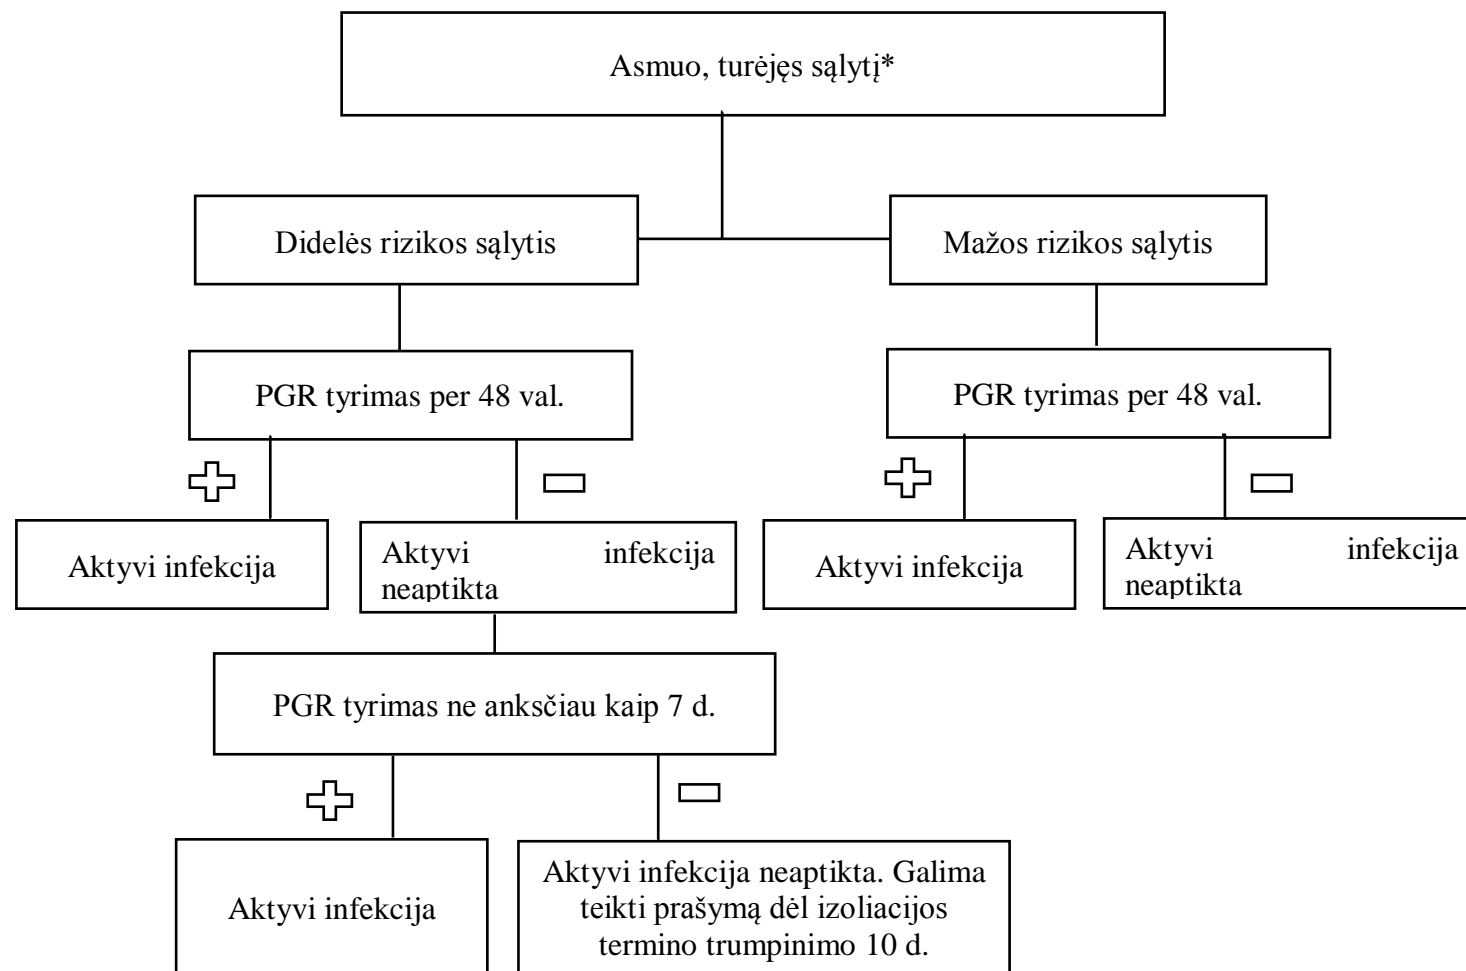 Asmuo, turėjęs sąlytį*
Didelės rizikos sąlytis
Mažos rizikos sąlytis
PGR tyrimas per 48 val.
PGR tyrimas per 48 val.
Aktyvi infekcija
Aktyvi infekcija
neaptikta
Aktyvi infekcija
Aktyvi infekcija
neaptikta
PGR tyrimas ne anksčiau kaip 7 d.
Aktyvi infekcija
Aktyvi infekcija neaptikta. Galima
teikti prašymą dėl izoliacijos
termino trumpinimo 10 d.